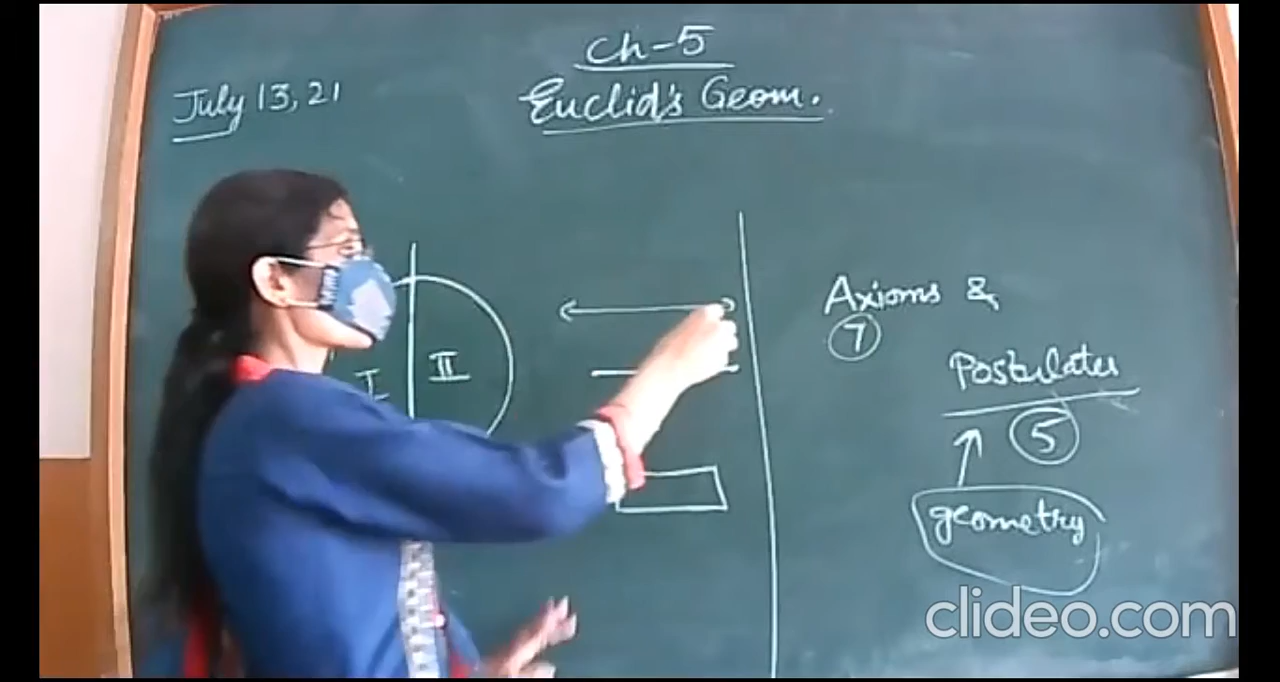 Ch-5
July 13, 21
Euclid's Geom.
I
II
Axioms &
7
Postulates
5
geometry
clideo.com